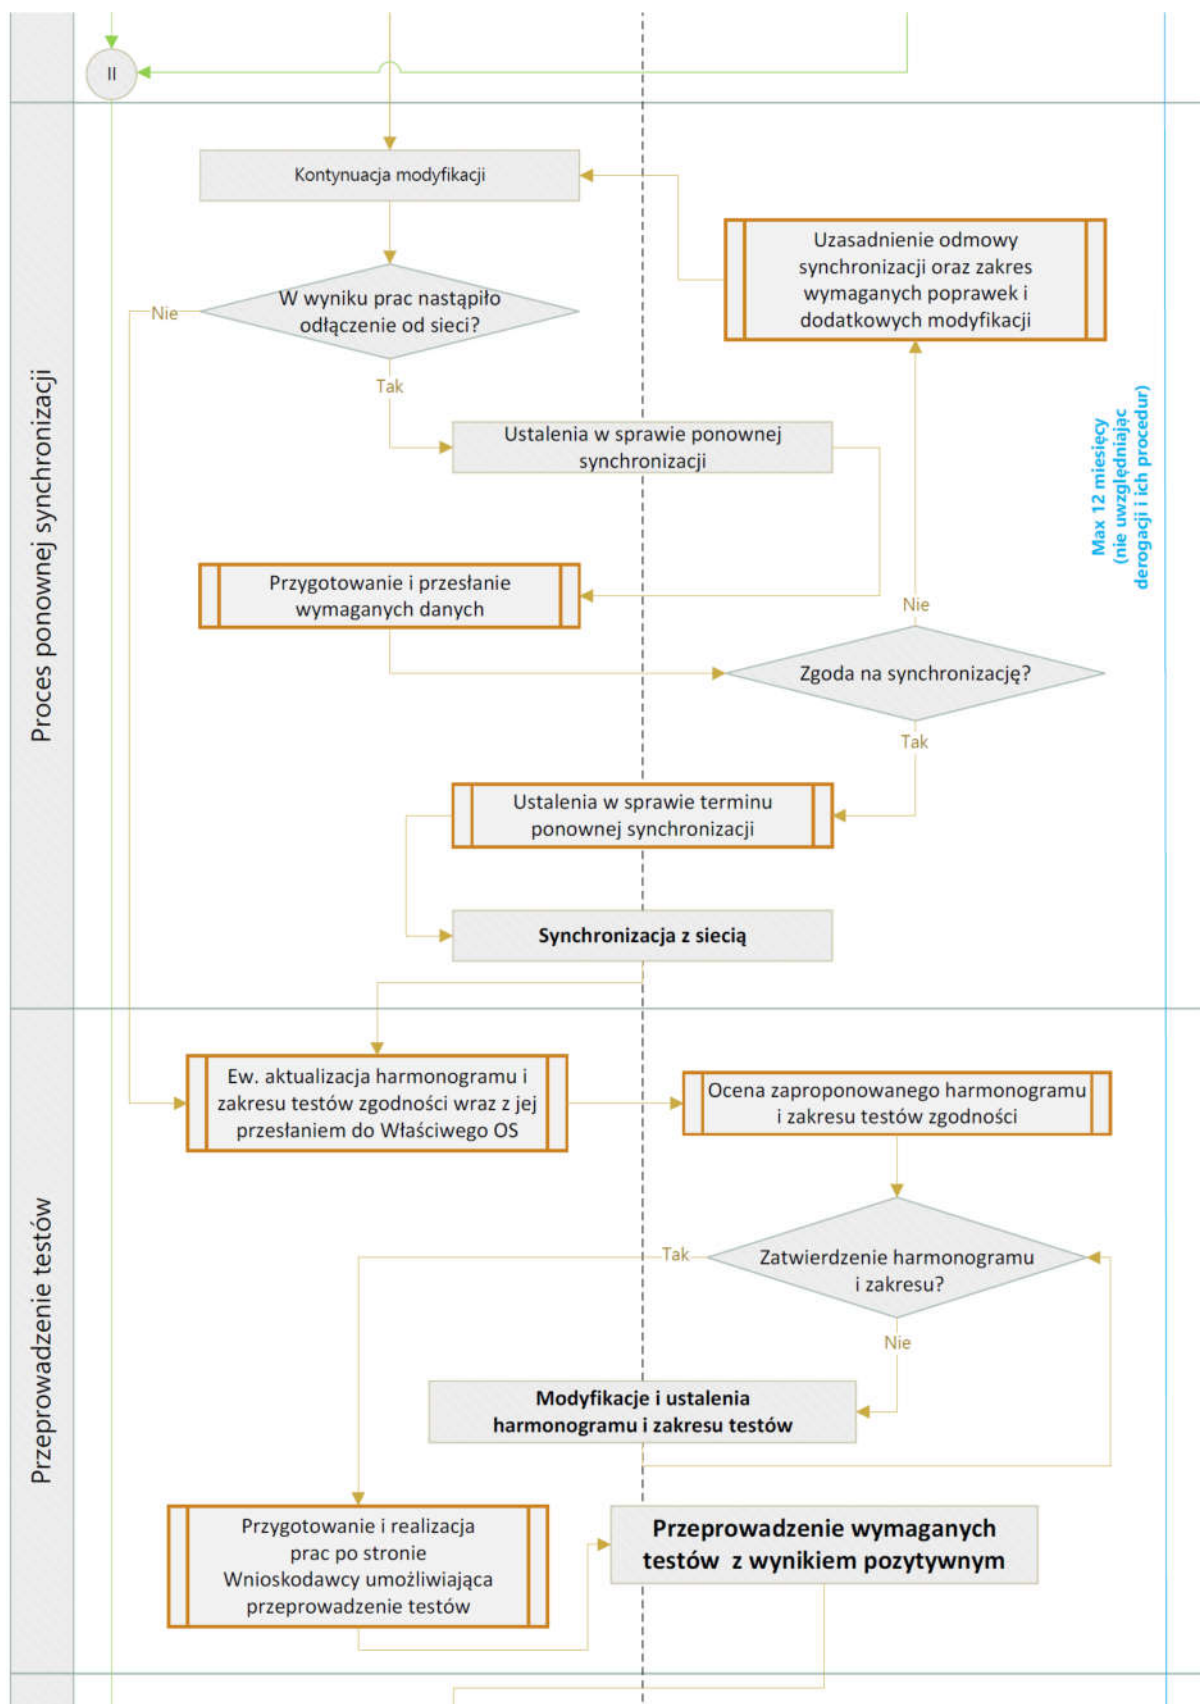 II
Proces ponownej synchronizacji
Kontynuacja modyfikacji
Uzasadnienie odmowy
synchronizacji oraz zakres
wymaganych poprawek i
dodatkowych modyfikacji
W wyniku prac nastąpiło
odłączenie od sieci?
Nie
Tak
Ustalenia w sprawie ponownej
synchronizacji
Max 12 miesięcy
(nie uwzględniając
derogacji i ich procedur)
Przygotowanie i przesłanie
wymaganych danych
Nie
Zgoda na synchronizację?
Tak
Ustalenia w sprawie terminu
ponownej synchronizacji
Synchronizacja z siecią
Przeprowadzenie testów
Ew. aktualizacja harmonogramu i
zakresu testów zgodności wraz z jej
przesłaniem do Właściwego OS
Ocena zaproponowanego harmonogramu
i zakresu testów zgodności
Tak
Zatwierdzenie harmonogramu
i zakresu?
Nie
Modyfikacje i ustalenia
harmonogramu i zakresu testów
Przygotowanie i realizacja
prac po stronie
Wnioskodawcy umożliwiająca
przeprowadzenie testów
Przeprowadzenie wymaganych
testów z wynikiem pozytywnym